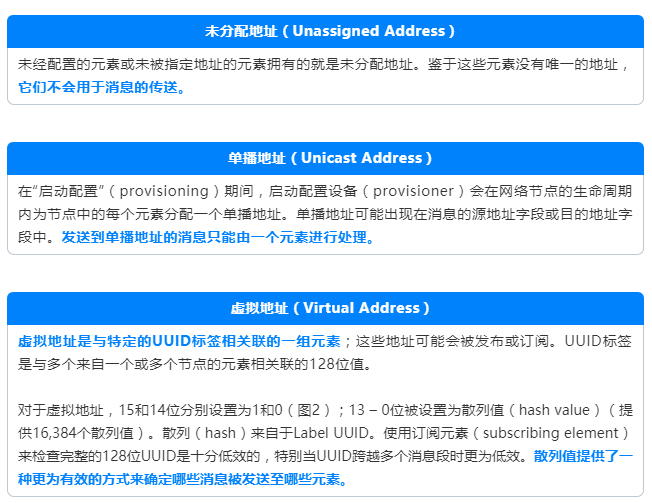 未分配地址（Unassigned Address）
未经配置的元素或未被指定地址的元素拥有的就是未分配地址。鉴于这些元素没有唯一的地址，
它们不会用于消息的传送。
单播地址（Unicast Address）
在“启动配置”（provisioning）期间，启动配置设备（provisioner）会在网络节点的生命周期
内为节点中的每个元素分配一个单播地址。单播地址可能出现在消息的源地址字段或目的地址字
段中。发送到单播地址的消息只能由一个元素进行处理。
虚拟地址（Virtual Address）
虚拟地址是与特定的UUID标签相关联的一组元素；这些地址可能会被发布或订阅。UUID标签
是与多个来自一个或多个节点的元素相关联的128位值。
对于虚拟地址，15和14位分别设置为1和0（图2）；13 – 0位被设置为散列值（hash value）（提
供16,384个散列值）。散列（hash）来自于Label UUID。使用订阅元素（subscribing element）
来检查完整的128位UUID是十分低效的，特别当UUID跨越多个消息段时更为低效。散列值提供了一
种更为有效的方式来确定哪些消息被发送至哪些元素。